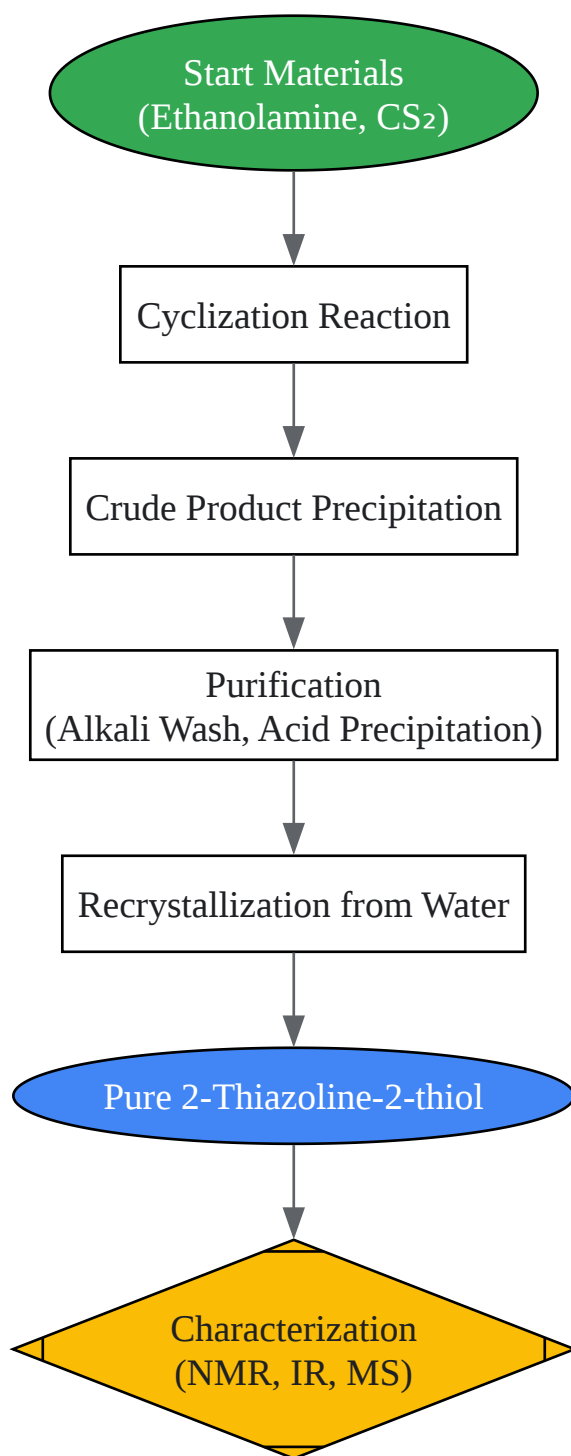 Start Materials
(Ethanolamine, CS₂)
Cyclization Reaction
Crude Product Precipitation
Purification
(Alkali Wash, Acid Precipitation)
Recrystallization from Water
Pure 2-Thiazoline-2-thiol
Characterization
(NMR, IR, MS)